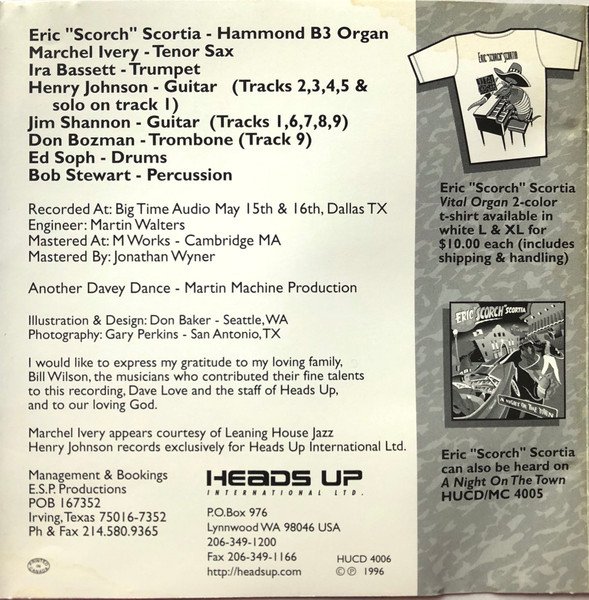 Eric "Scorch" Scortia - Hammond B3 Organ
Marchel Ivery - Tenor Sax
Ira Bassett - Trumpet
Henry Johnson - Guitar (Tracks 2,3,4,5 &
solo on track 1)
Jim Shannon - Guitar (Tracks 1,6,7,8,9)
Don Bozman - Trombone (Track 9)
Ed Soph - Drums
Bob Stewart - Percussion
Recorded At: Big Time Audio May 15th & 16th, Dallas TX
Engineer: Martin Walters
Mastered At: M Works - Cambridge MA
Mastered By: Jonathan Wyner
Another Davey Dance - Martin Machine Production
Illustration & Design: Don Baker - Seattle, WA
Photography: Gary Perkins - San Antonio, TX
I would like to express my gratitude to my loving family,
Bill Wilson, the musicians who contributed their fine talents
to this recording, Dave Love and the staff of Heads Up,
and to our loving God.
Marchel Ivery appears courtesy of Leaning House Jazz
Henry Johnson records exclusively for Heads Up International Ltd.
Management & Bookings
E.S.P. Productions
POB 167352
Irving, Texas 75016-7352
Ph & Fax 214.580.9365
PRINTED IN CANADA
HEADS UP
INTERNATIONAL LTD.
P.O.Box 976
Lynnwood WA 98046 USA
206-349-1200
Fax 206-349-1166
http://headsup.com
HUCD 4006
© ℗ 1996
ERIC "SCORCH" SCORTIA
Eric "Scorch" Scortia
Vital Organ 2-color
t-shirt available in
white L & XL for
$10.00 each (includes
shipping & handling)
ERIC "SCORCH" SCORTIA
A NIGHT ON THE TOWN
Eric "Scorch" Scortia
can also be heard on
A Night On The Town
HUCD/MC 4005